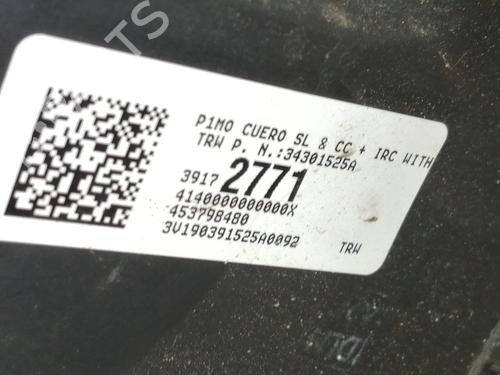 P1MO CUERO SL & CC + IRC WITH
TRW P. N.:34301525A
3917 2771
4140000000000X
453798480
3V190391525A0092
TRW